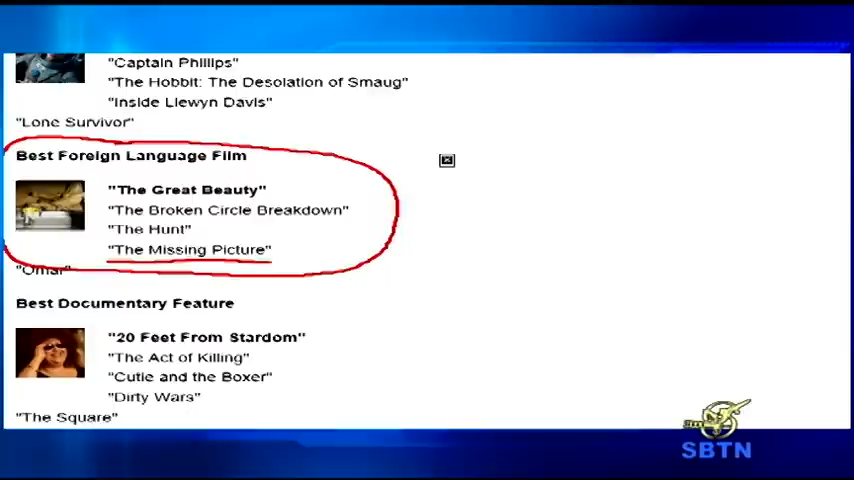 "Captain Phillips"
"The Hobbit: The Desolation of Smaug"
"Inside Llewyn Davis"
"Lone Survivor"
Best Foreign Language Film
"The Great Beauty"
"The Broken Circle Breakdown"
"The Hunt"
"The Missing Picture"
"Omar"
Best Documentary Feature
"20 Feet From Stardom"
"The Act of Killing"
"Cutie and the Boxer"
"Dirty Wars"
"The Square"
SBTN